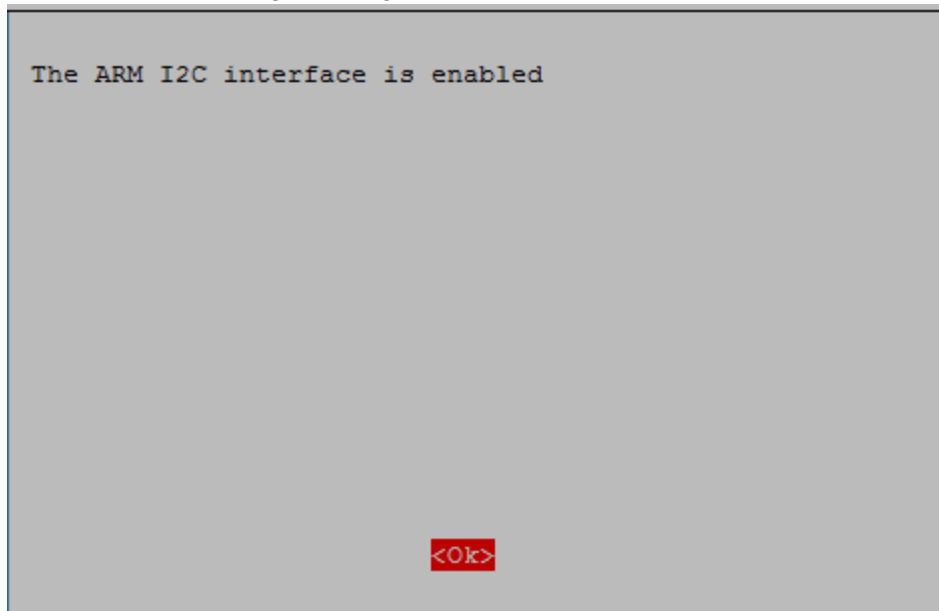 The ARM I2C interface is enabled
<Ok>